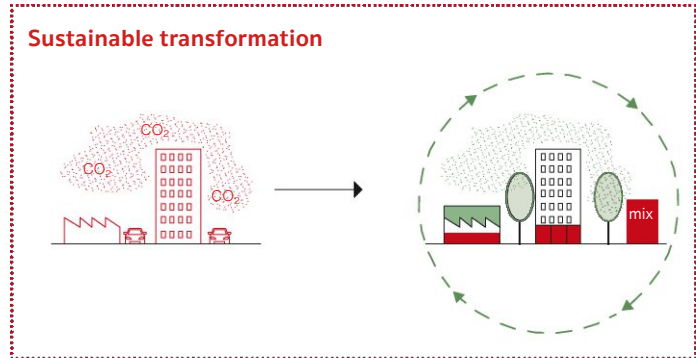 Sustainable transformation
CO₂
CO₂
CO₂
mix